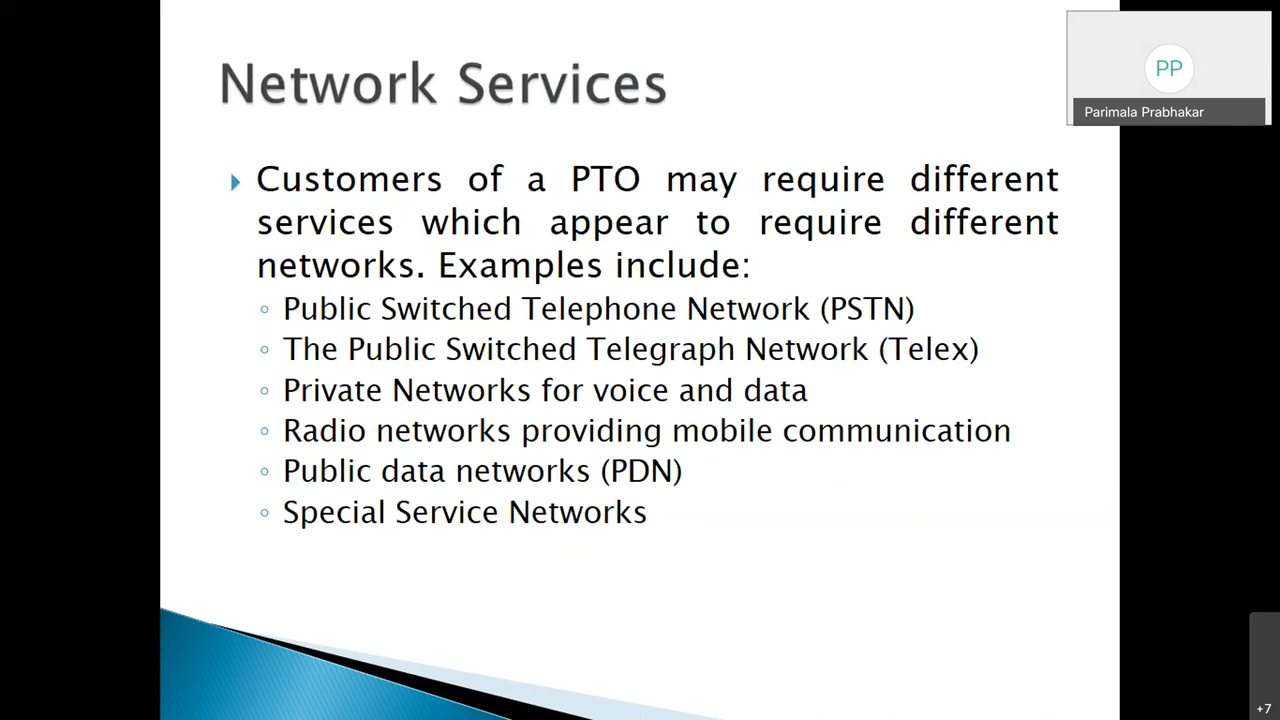 Network Services
PP
Parimala Prabhakar
Customers of a PTO may require different
services which appear to require different
networks. Examples include:
Public Switched Telephone Network (PSTN)
The Public Switched Telegraph Network (Telex)
Private Networks for voice and data
Radio networks providing mobile communication
Public data networks (PDN)
Special Service Networks
+7